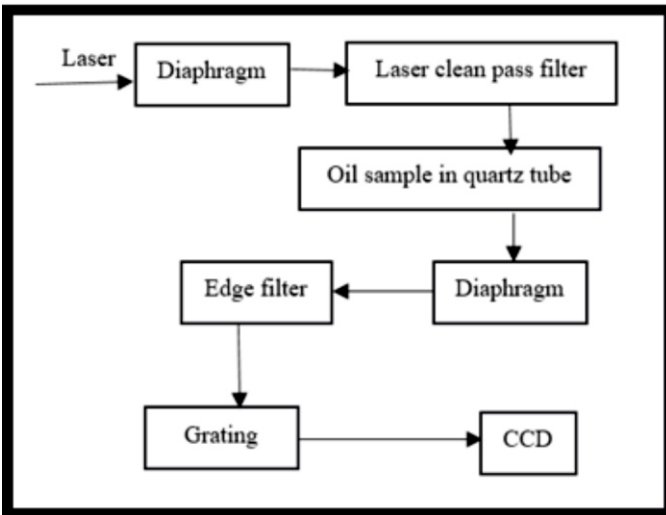 Laser
Diaphragm
Laser clean pass filter
Oil sample in quartz tube
Diaphragm
Edge filter
Grating
CCD